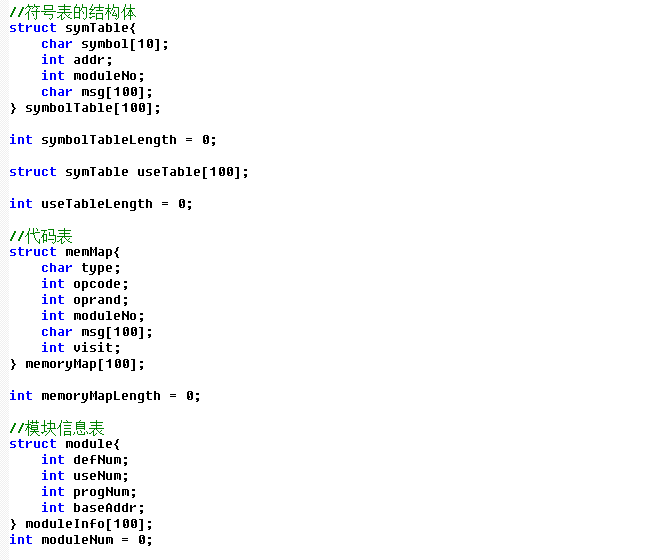 //符号表的结构体
struct symTable{
    char symbol[10];
    int addr;
    int moduleNo;
    char msg[100];
} symbolTable[100];

int symbolTableLength = 0;

struct symTable useTable[100];

int useTableLength = 0;

//代码表
struct memMap{
    char type;
    int opcode;
    int oprand;
    int moduleNo;
    char msg[100];
    int visit;
} memoryMap[100];

int memoryMapLength = 0;

//模块信息表
struct module{
    int defNum;
    int useNum;
    int progNum;
    int baseAddr;
} moduleInfo[100];
int moduleNum = 0;